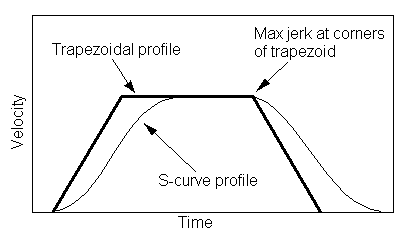 Trapezoidal profile
Max jerk at corners
of trapezoid
Velocity
S-curve profile
Time